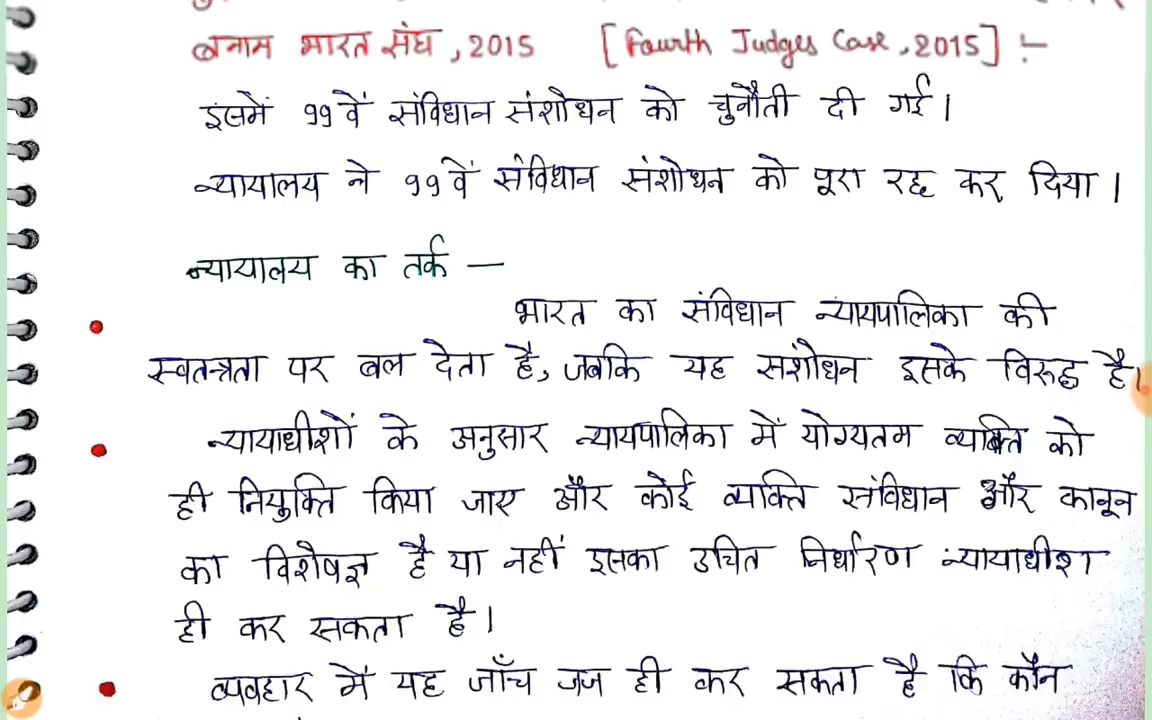 बनाम भारत संघ, 2015 [Fourth Judges Case, 2015] :-
इसमें 99वें संविधान संशोधन को चुनौती दी गई।
न्यायालय ने 99वें संविधान संशोधन को पूरा रद्द कर दिया।
न्यायालय का तर्क —
भारत का संविधान न्यायपालिका की
स्वतन्त्रता पर बल देता है, जबकि यह संशोधन इसके विरूद्ध है।
न्यायाधीशों के अनुसार न्यायपालिका में योग्यतम व्यक्ति को
ही नियुक्ति किया जाए और कोई व्यक्ति संविधान और कानून
का विशेषज्ञ है या नहीं इसका उचित निर्धारण न्यायाधीश
ही कर सकता है।
व्यवहार में यह जाँच जज ही कर सकता है कि कौन